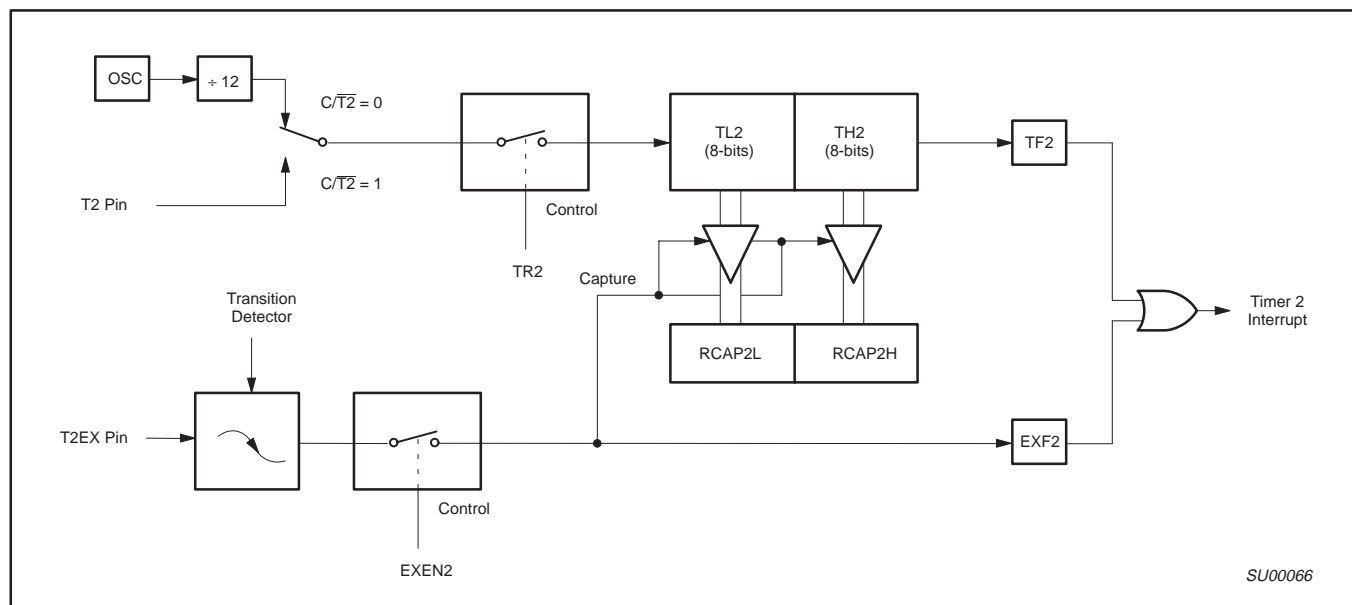 OSC
÷ 12
C/T2̅ = 0
C/T2̅ = 1
T2 Pin
Control
TR2
TL2
(8-bits)
TH2
(8-bits)
TF2
Capture
Transition
Detector
RCAP2L
RCAP2H
Timer 2
Interrupt
T2EX Pin
Control
EXEN2
EXF2
SU00066